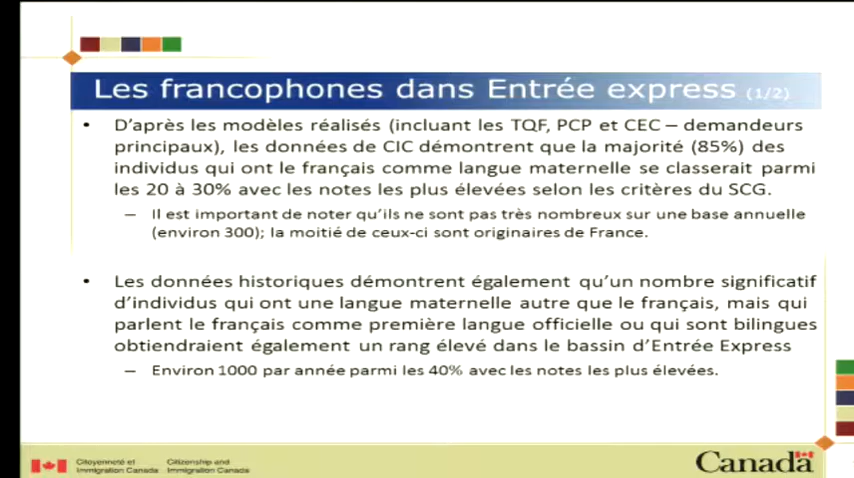 Les francophones dans Entrée express (1/2)
• D'après les modèles réalisés (incluant les TQF, PCP et CEC – demandeurs
principaux), les données de CIC démontrent que la majorité (85%) des
individus qui ont le français comme langue maternelle se classerait parmi
les 20 à 30% avec les notes les plus élevées selon les critères du SCG.
– Il est important de noter qu'ils ne sont pas très nombreux sur une base annuelle
(environ 300); la moitié de ceux-ci sont originaires de France.
• Les données historiques démontrent également qu'un nombre significatif
d'individus qui ont une langue maternelle autre que le français, mais qui
parlent le français comme première langue officielle ou qui sont bilingues
obtiendraient également un rang élevé dans le bassin d'Entrée Express
– Environ 1000 par année parmi les 40% avec les notes les plus élevées.
Citoyenneté et Citizenship and
Immigration Canada Immigration Canada
Canada